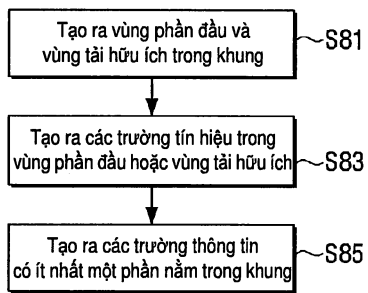 Tạo ra vùng phần đầu và
vùng tải hữu ích trong khung
S81
Tạo ra các trường tín hiệu trong
vùng phần đầu hoặc vùng tải hữu ích
S83
Tạo ra các trường thông tin
có ít nhất một phần nằm trong khung
S85